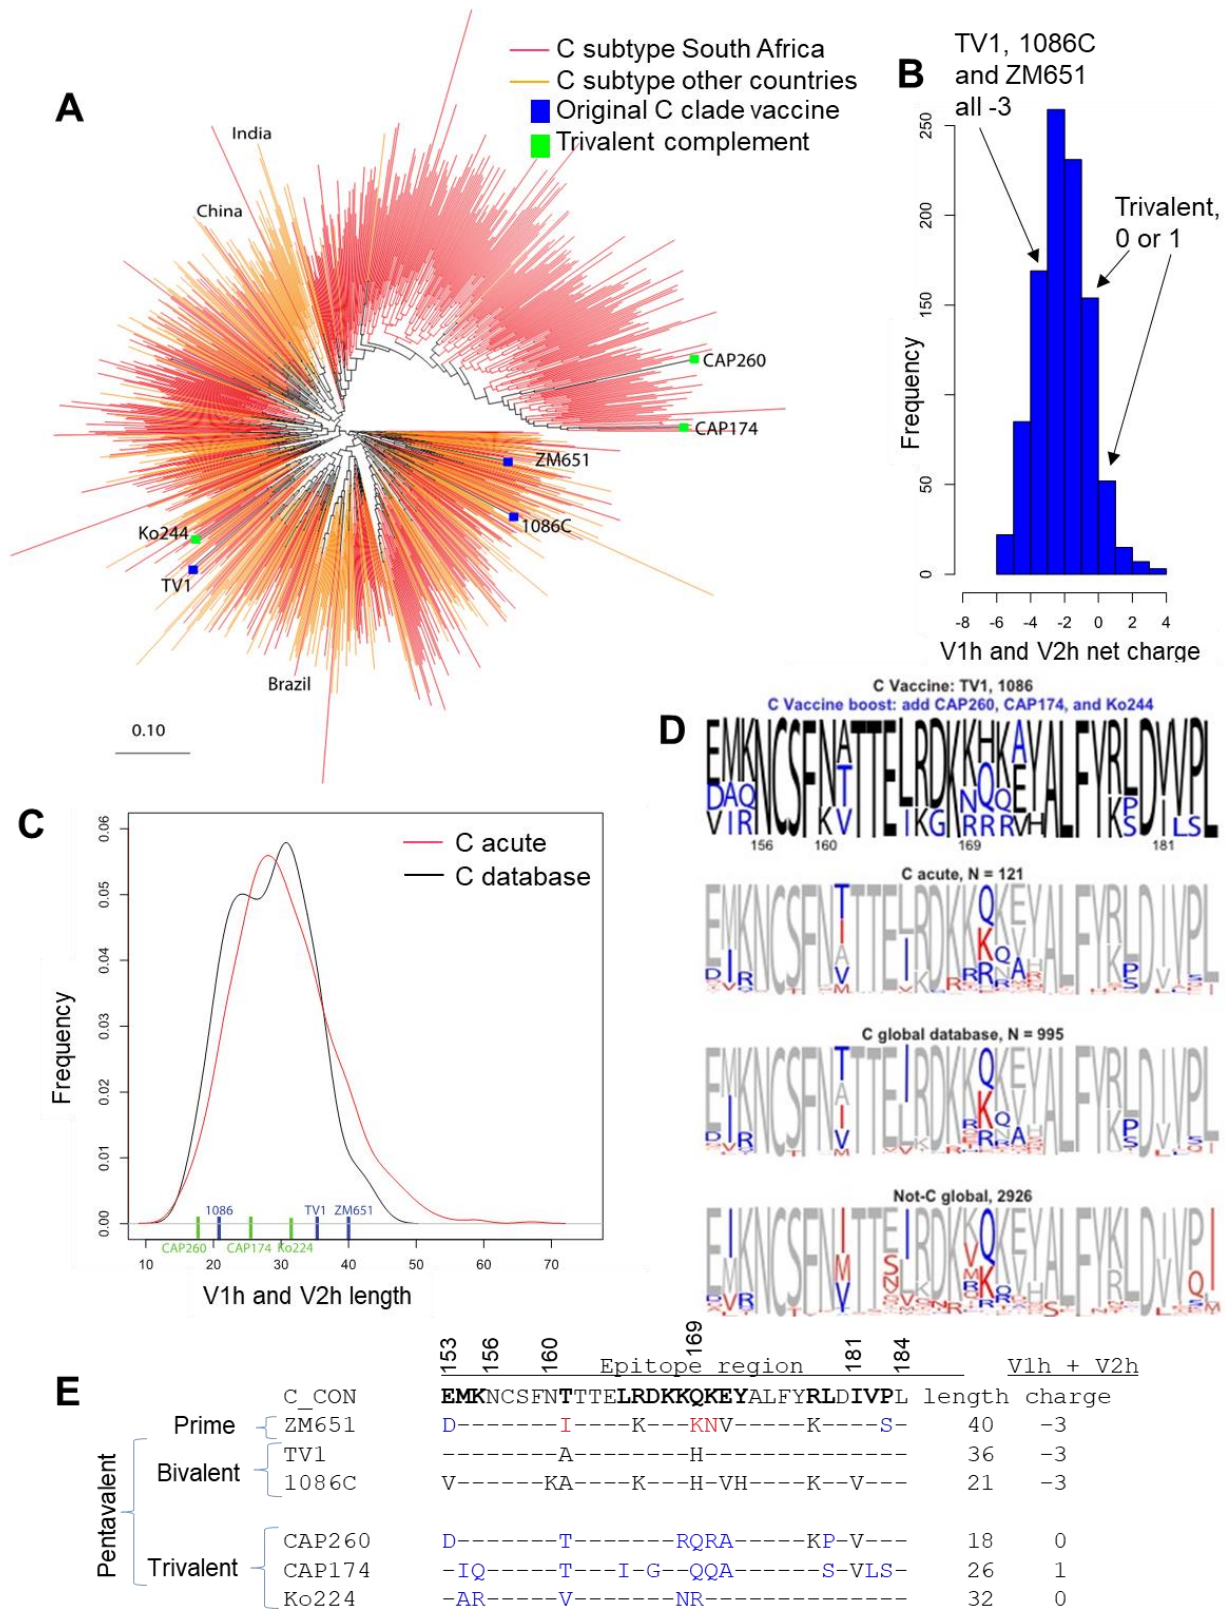 A
C subtype South Africa
C subtype other countries
Original C clade vaccine
Trivalent complement
India
China
CAP260
CAP174
ZM651
1086C
Ko244
TV1
Brazil
0.10
B
TV1, 1086C
and ZM651
all -3
Trivalent,
0 or 1
Frequency
0 50 150 200 250
-8 -6 -4 -2 0 2 4
V1h and V2h net charge
C
C acute
C database
Frequency
0.00 0.01 0.02 0.03 0.04 0.05 0.06
1086 TV1 ZM651
CAP260 CAP174 Ko224
10 20 30 40 50 60 70
V1h and V2h length
D
C Vaccine: TV1, 1086
C Vaccine boost: add CAP260, CAP174, and Ko244
156 160 169 181
C acute, N = 121
C global database, N = 995
Not-C global, 2926
E
153 156 160 169 181 184
Epitope region V1h + V2h
C_CON EMKNCSFNTTTELRDKKQKEYALFYRLDIVPL length charge
Prime ZM651 D-------I----K---KNV-----K----S- 40 -3
Pentavalent
Bivalent
TV1 --------A--------H-------------- 36 -3
1086C V------KA----K---H-VH----K--V--- 21 -3
Trivalent
CAP260 D-------T-------RQRA-----KP-V--- 18 0
CAP174 -IQ-----T---I-G--QQA------S-VLS- 26 1
Ko224 -AR-----V-------NR-------------- 32 0